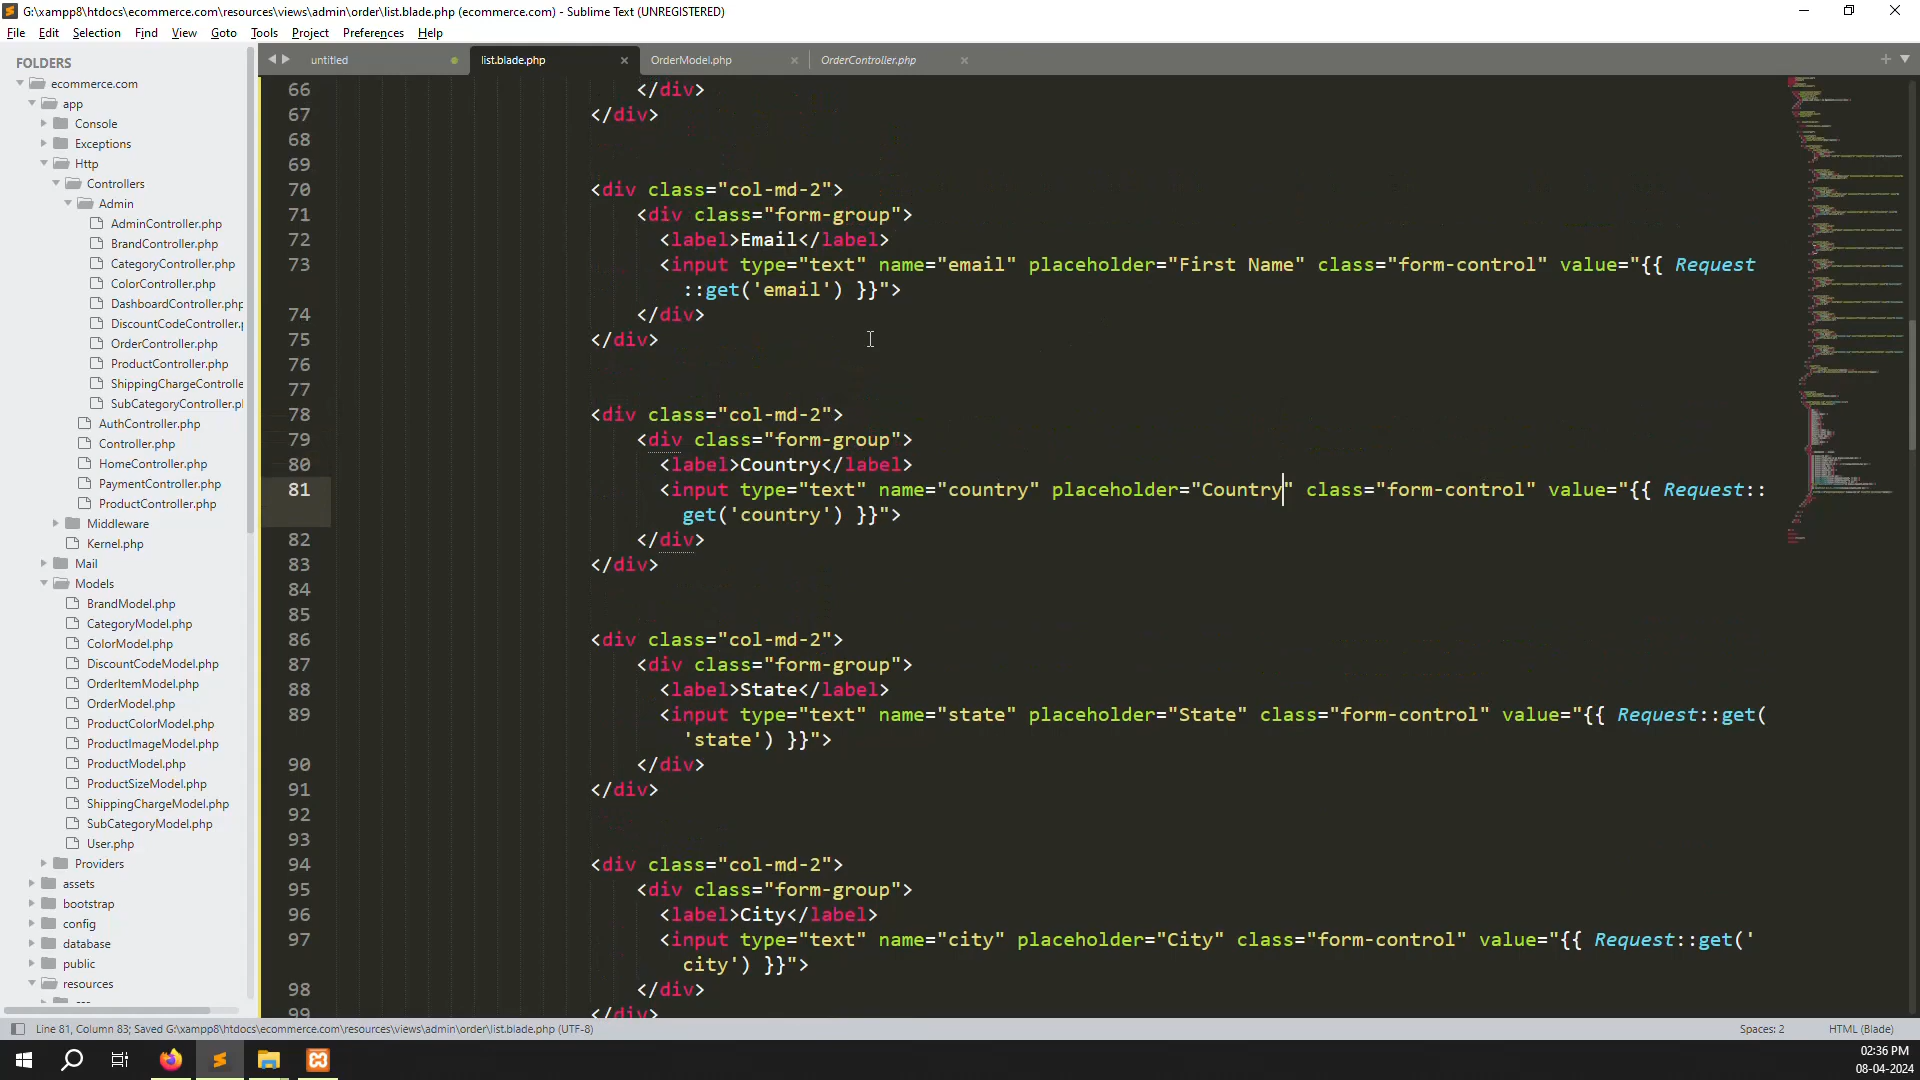 G:\xampp8\htdocs\ecommerce.com\resources\views\admin\order\list.blade.php (ecommerce.com) - Sublime Text (UNREGISTERED)
File Edit Selection Find View Goto Tools Project Preferences Help
FOLDERS
ecommerce.com
app
Console
Exceptions
Http
Controllers
Admin
AdminController.php
BrandController.php
CategoryController.php
ColorController.php
DashboardController.php
DiscountCodeController.p
OrderController.php
ProductController.php
ShippingChargeControlle
SubCategoryController.pl
AuthController.php
Controller.php
HomeController.php
PaymentController.php
ProductController.php
Middleware
Kernel.php
Mail
Models
BrandModel.php
CategoryModel.php
ColorModel.php
DiscountCodeModel.php
OrderItemModel.php
OrderModel.php
ProductColorModel.php
ProductImageModel.php
ProductModel.php
ProductSizeModel.php
ShippingChargeModel.php
SubCategoryModel.php
User.php
Providers
assets
bootstrap
config
database
public
resources
untitled list.blade.php OrderModel.php OrderController.php
66 </div>
67 </div>
68
69
70 <div class="col-md-2">
71 <div class="form-group">
72 <label>Email</label>
73 <input type="text" name="email" placeholder="First Name" class="form-control" value="{{ Request
::get('email') }}">
74 </div>
75 </div>
76
77
78 <div class="col-md-2">
79 <div class="form-group">
80 <label>Country</label>
81 <input type="text" name="country" placeholder="Country" class="form-control" value="{{ Request::
get('country') }}">
82 </div>
83 </div>
84
85
86 <div class="col-md-2">
87 <div class="form-group">
88 <label>State</label>
89 <input type="text" name="state" placeholder="State" class="form-control" value="{{ Request::get(
'state') }}">
90 </div>
91 </div>
92
93
94 <div class="col-md-2">
95 <div class="form-group">
96 <label>City</label>
97 <input type="text" name="city" placeholder="City" class="form-control" value="{{ Request::get('
city') }}">
98 </div>
99 </div>
Line 81, Column 83; Saved G:\xampp8\htdocs\ecommerce.com\resources\views\admin\order\list.blade.php (UTF-8)
Spaces: 2
HTML (Blade)
02:36 PM
08-04-2024